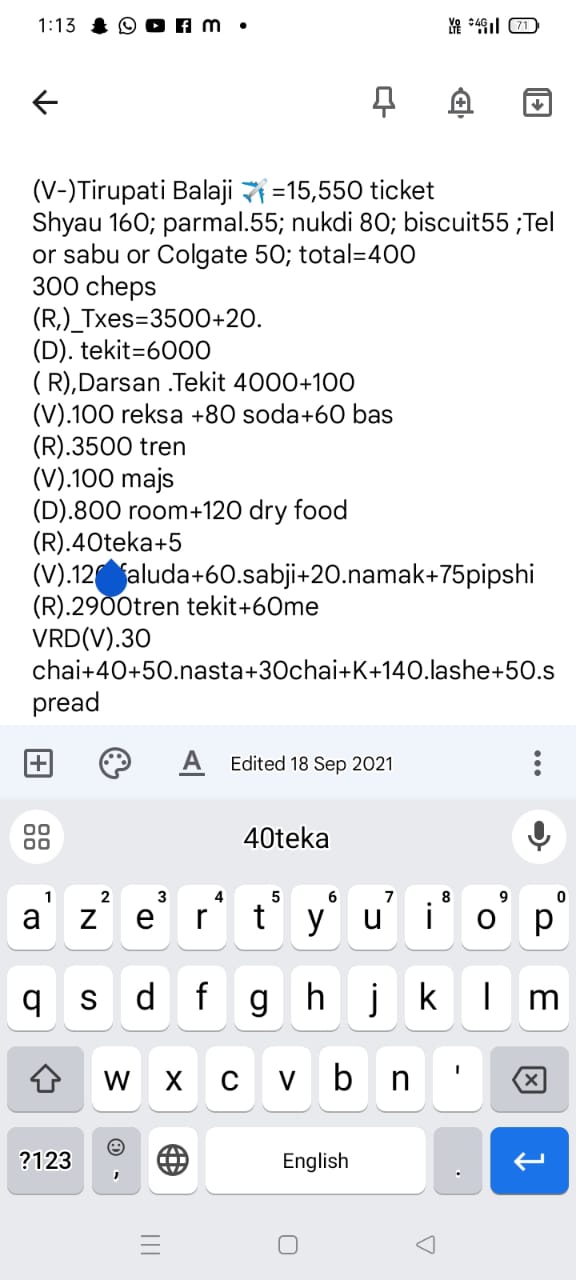 1:13
Vo LTE 4G 71
(V-)Tirupati Balaji ✈️=15,550 ticket
Shyau 160; parmal.55; nukdi 80; biscuit55 ;Tel
or sabu or Colgate 50; total=400
300 cheps
(R,)_Txes=3500+20.
(D). tekit=6000
( R),Darsan .Tekit 4000+100
(V).100 reksa +80 soda+60 bas
(R).3500 tren
(V).100 majs
(D).800 room+120 dry food
(R).40teka+5
(V). +60.sabji+20.namak+75pipshi
(R).2900tren tekit+60me
VRD(V).30
chai+40+50.nasta+30chai+K+140.lashe+50.s
pread
Edited 18 Sep 2021
40teka
1 2 3 4 5 6 7 8 9 0
a z e r t y u i o p
q s d f g h j k l m
w x c v b n '
?123 , English .